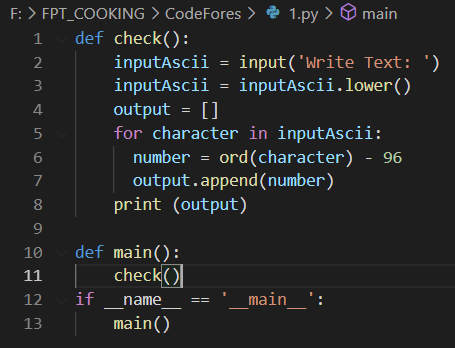 F: > FPT_COOKING > CodeFores > 1.py > main
1 def check():
2     inputAscii = input('Write Text: ')
3     inputAscii = inputAscii.lower()
4     output = []
5     for character in inputAscii:
6       number = ord(character) - 96
7       output.append(number)
8     print (output)
9
10 def main():
11     check()
12 if __name__ == '__main__':
13     main()